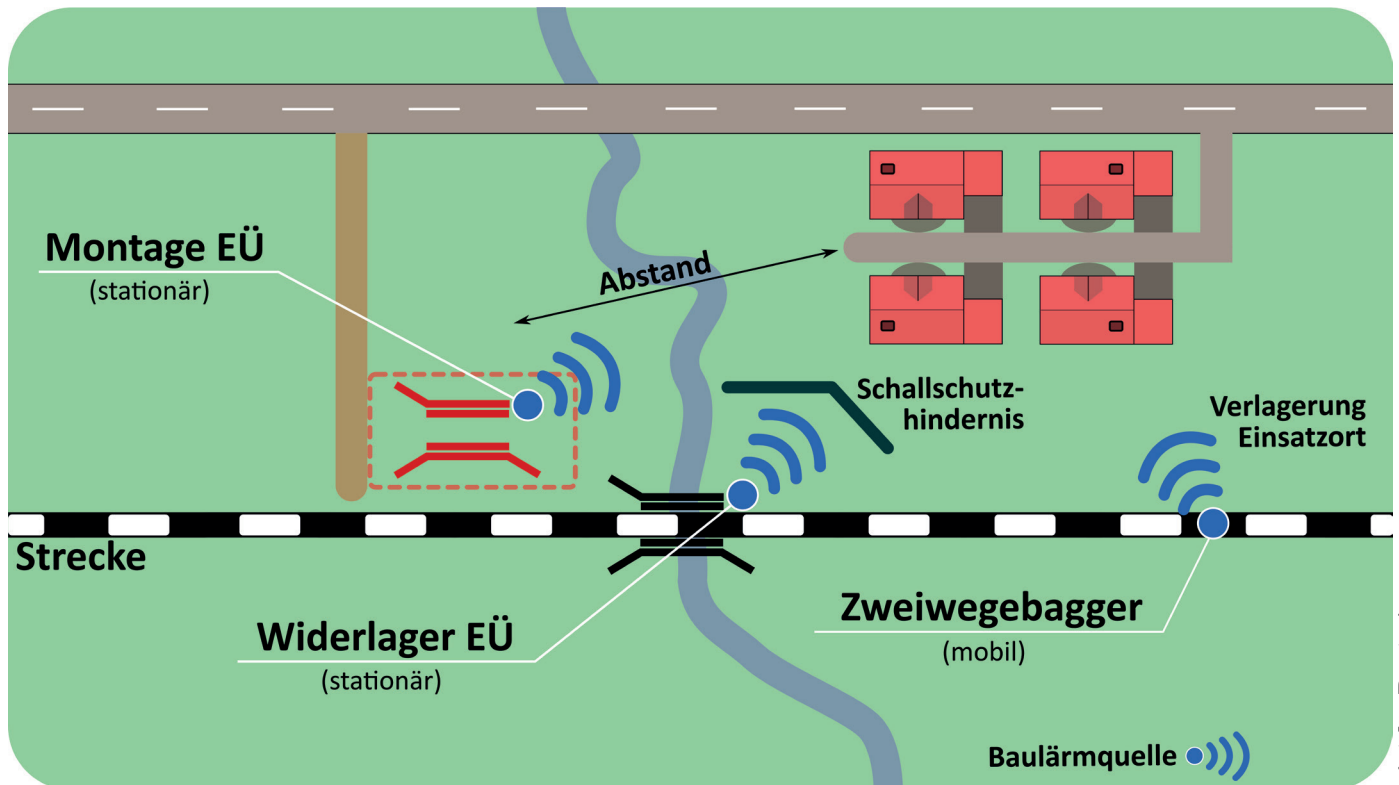 Montage EÜ
(stationär)
Abstand
Schallschutz-
hindernis
Verlagerung
Einsatzort
Strecke
Widerlager EÜ
(stationär)
Zweiwegebagger
(mobil)
Baulärmquelle